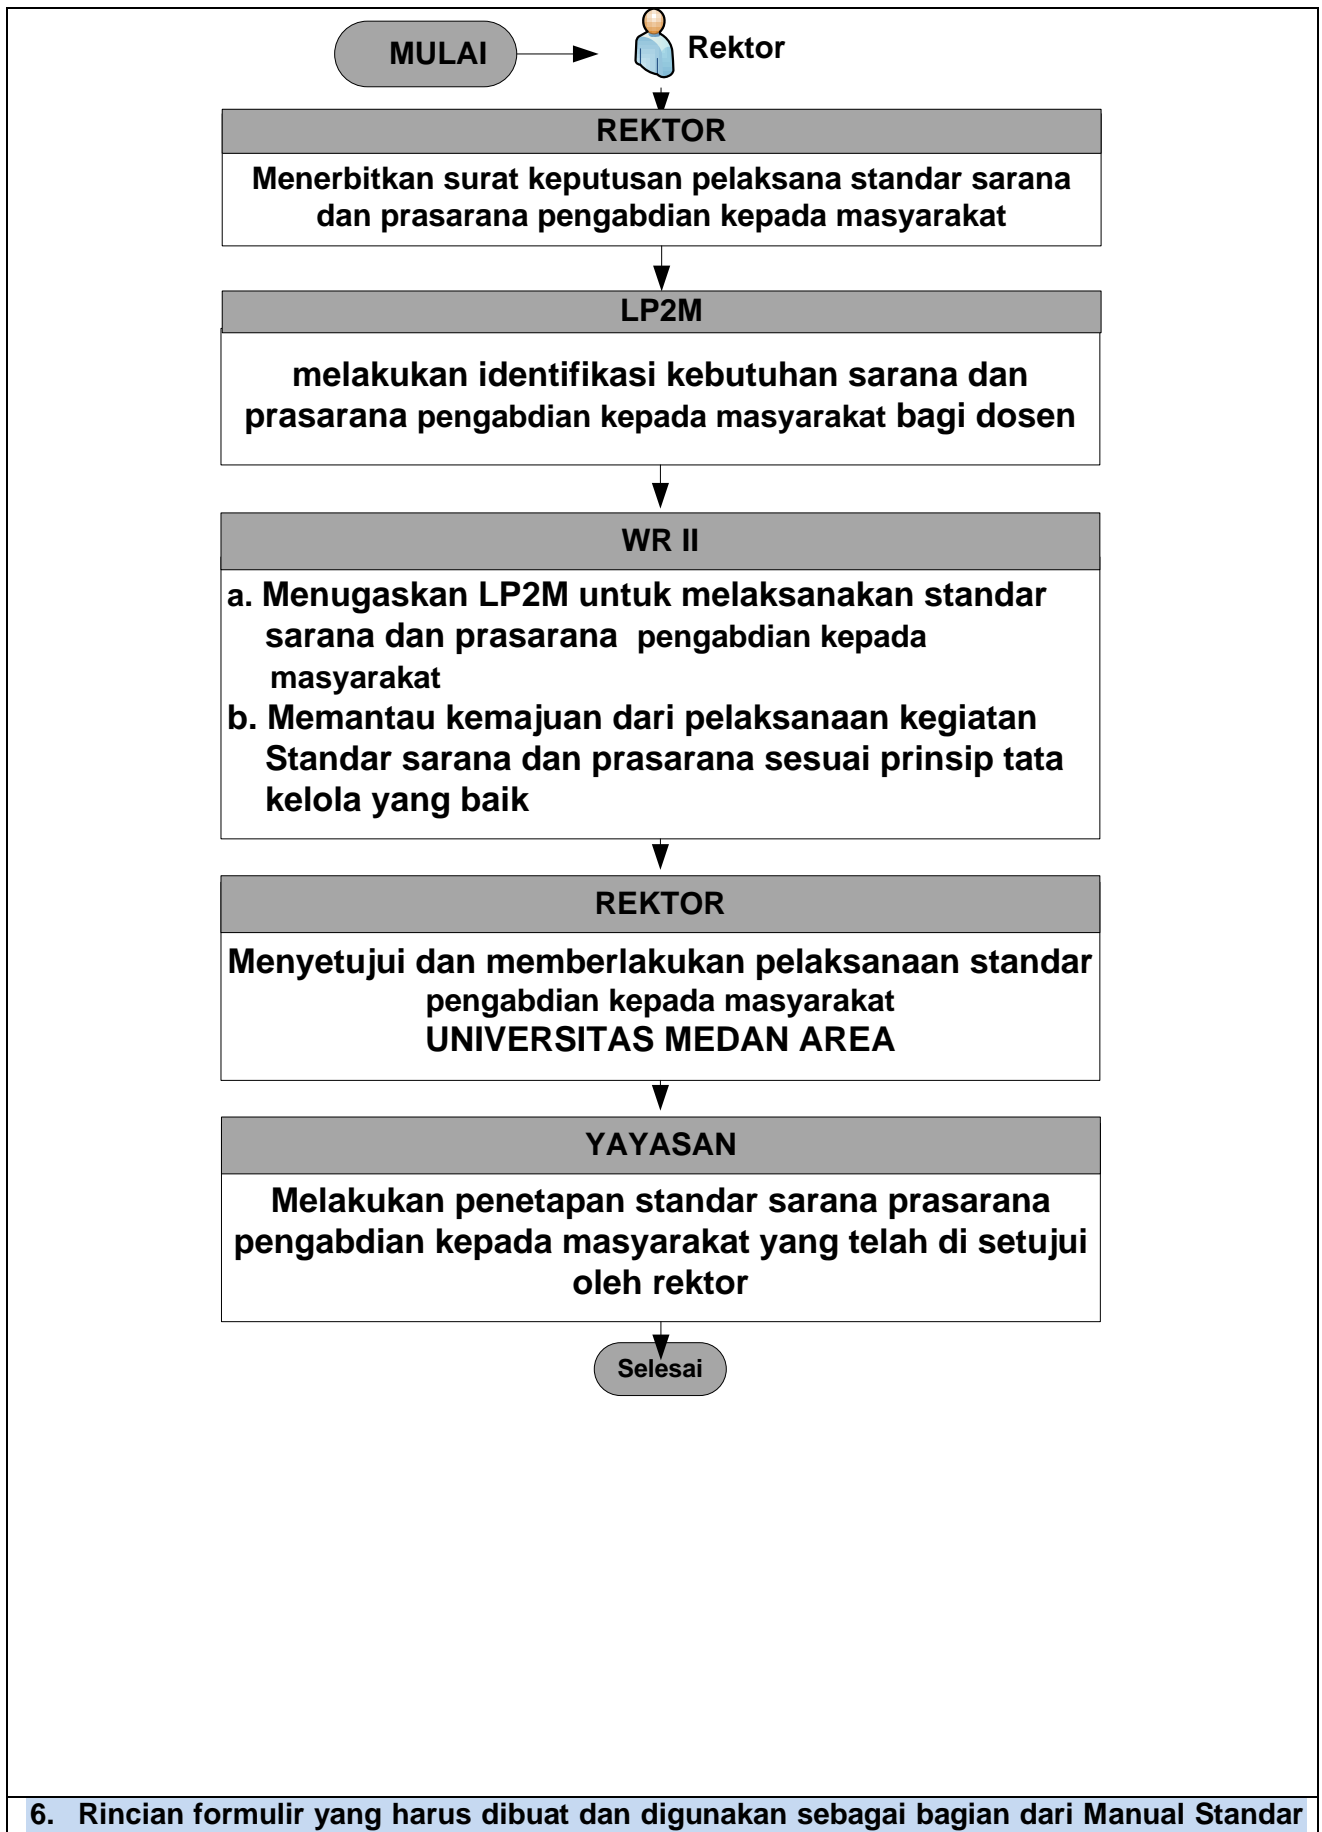 MULAI
Rektor
REKTOR
Menerbitkan surat keputusan pelaksana standar sarana
dan prasarana pengabdian kepada masyarakat
LP2M
melakukan identifikasi kebutuhan sarana dan
prasarana pengabdian kepada masyarakat bagi dosen
WR II
a. Menugaskan LP2M untuk melaksanakan standar
sarana dan prasarana pengabdian kepada
masyarakat
b. Memantau kemajuan dari pelaksanaan kegiatan
Standar sarana dan prasarana sesuai prinsip tata
kelola yang baik
REKTOR
Menyetujui dan memberlakukan pelaksanaan standar
pengabdian kepada masyarakat
UNIVERSITAS MEDAN AREA
YAYASAN
Melakukan penetapan standar sarana prasarana
pengabdian kepada masyarakat yang telah di setujui
oleh rektor
Selesai
6. Rincian formulir yang harus dibuat dan digunakan sebagai bagian dari Manual Standar